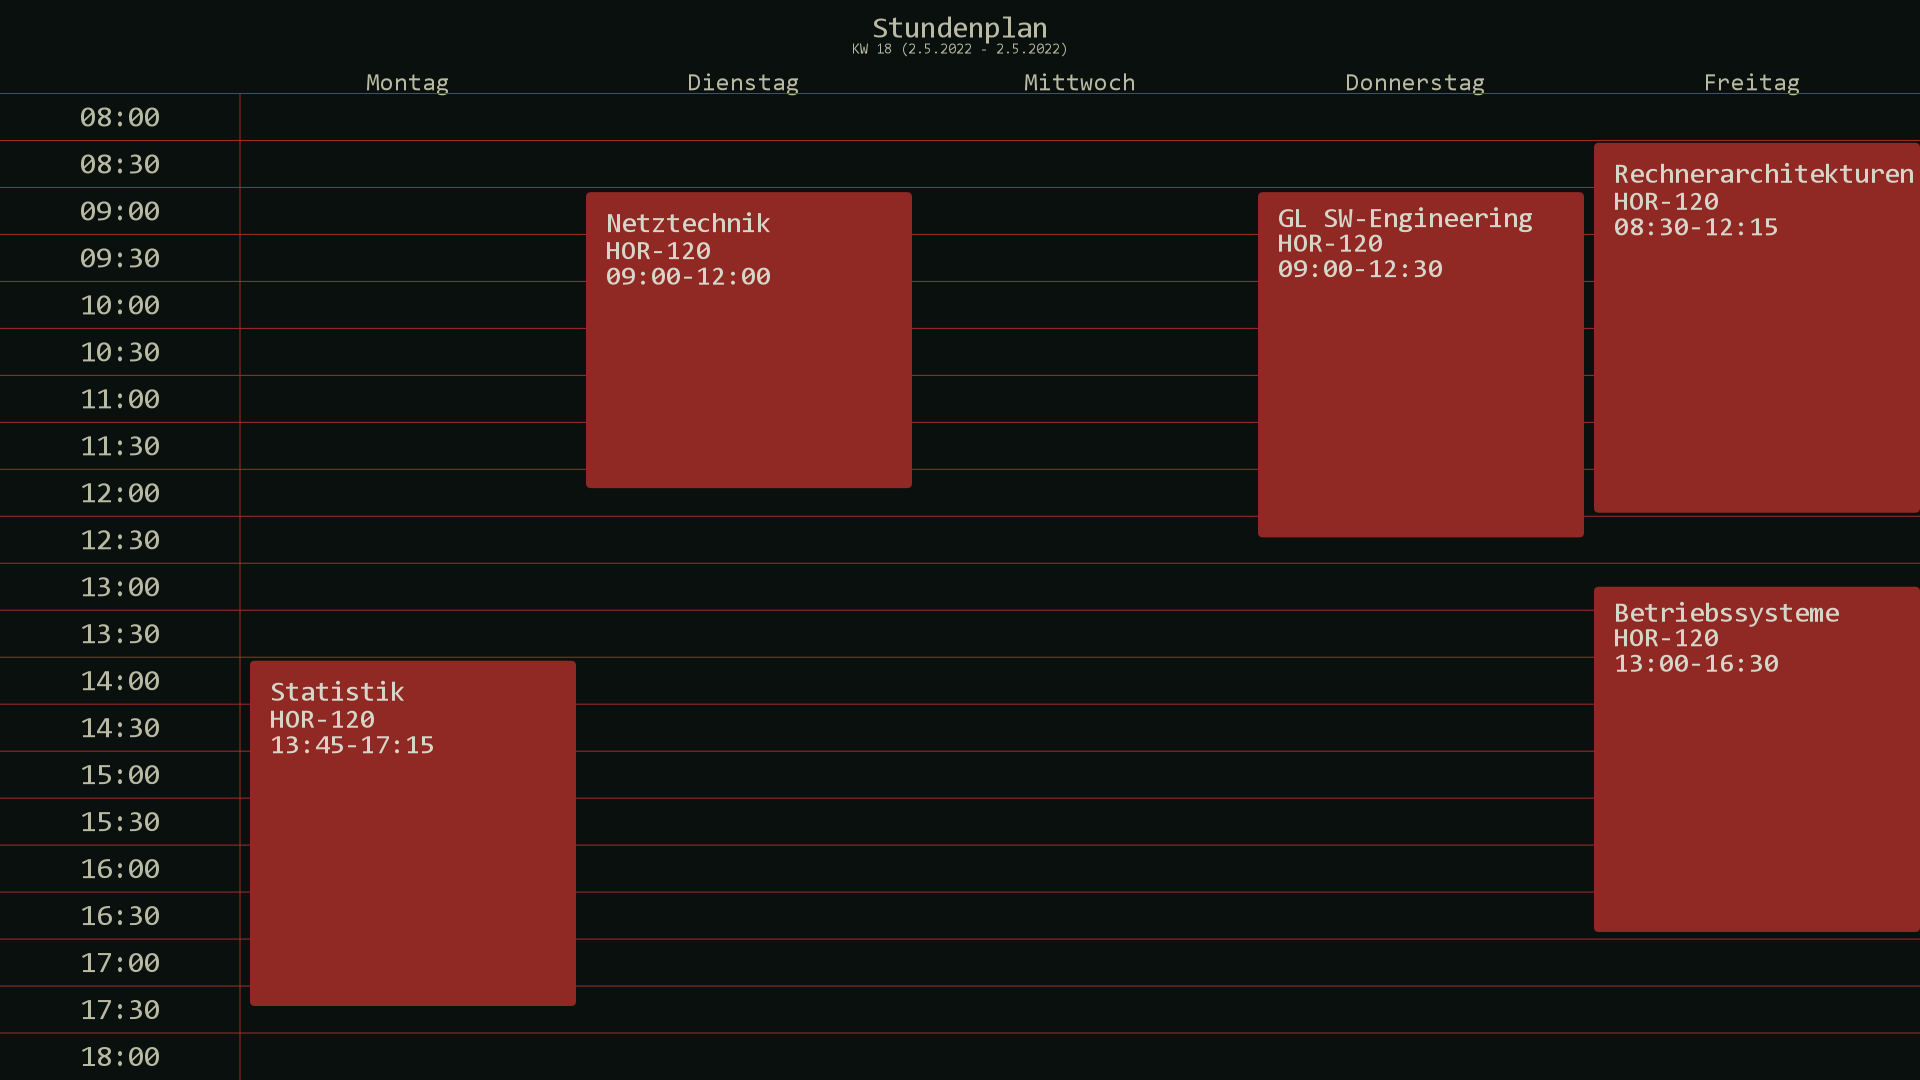 Stundenplan
KW 18 (2.5.2022 - 2.5.2022)
Montag Dienstag Mittwoch Donnerstag Freitag
08:00
08:30
09:00
09:30
10:00
10:30
11:00
11:30
12:00
12:30
13:00
13:30
14:00
14:30
15:00
15:30
16:00
16:30
17:00
17:30
18:00
Statistik
HOR-120
13:45-17:15
Netztechnik
HOR-120
09:00-12:00
GL SW-Engineering
HOR-120
09:00-12:30
Rechnerarchitekturen
HOR-120
08:30-12:15
Betriebssysteme
HOR-120
13:00-16:30